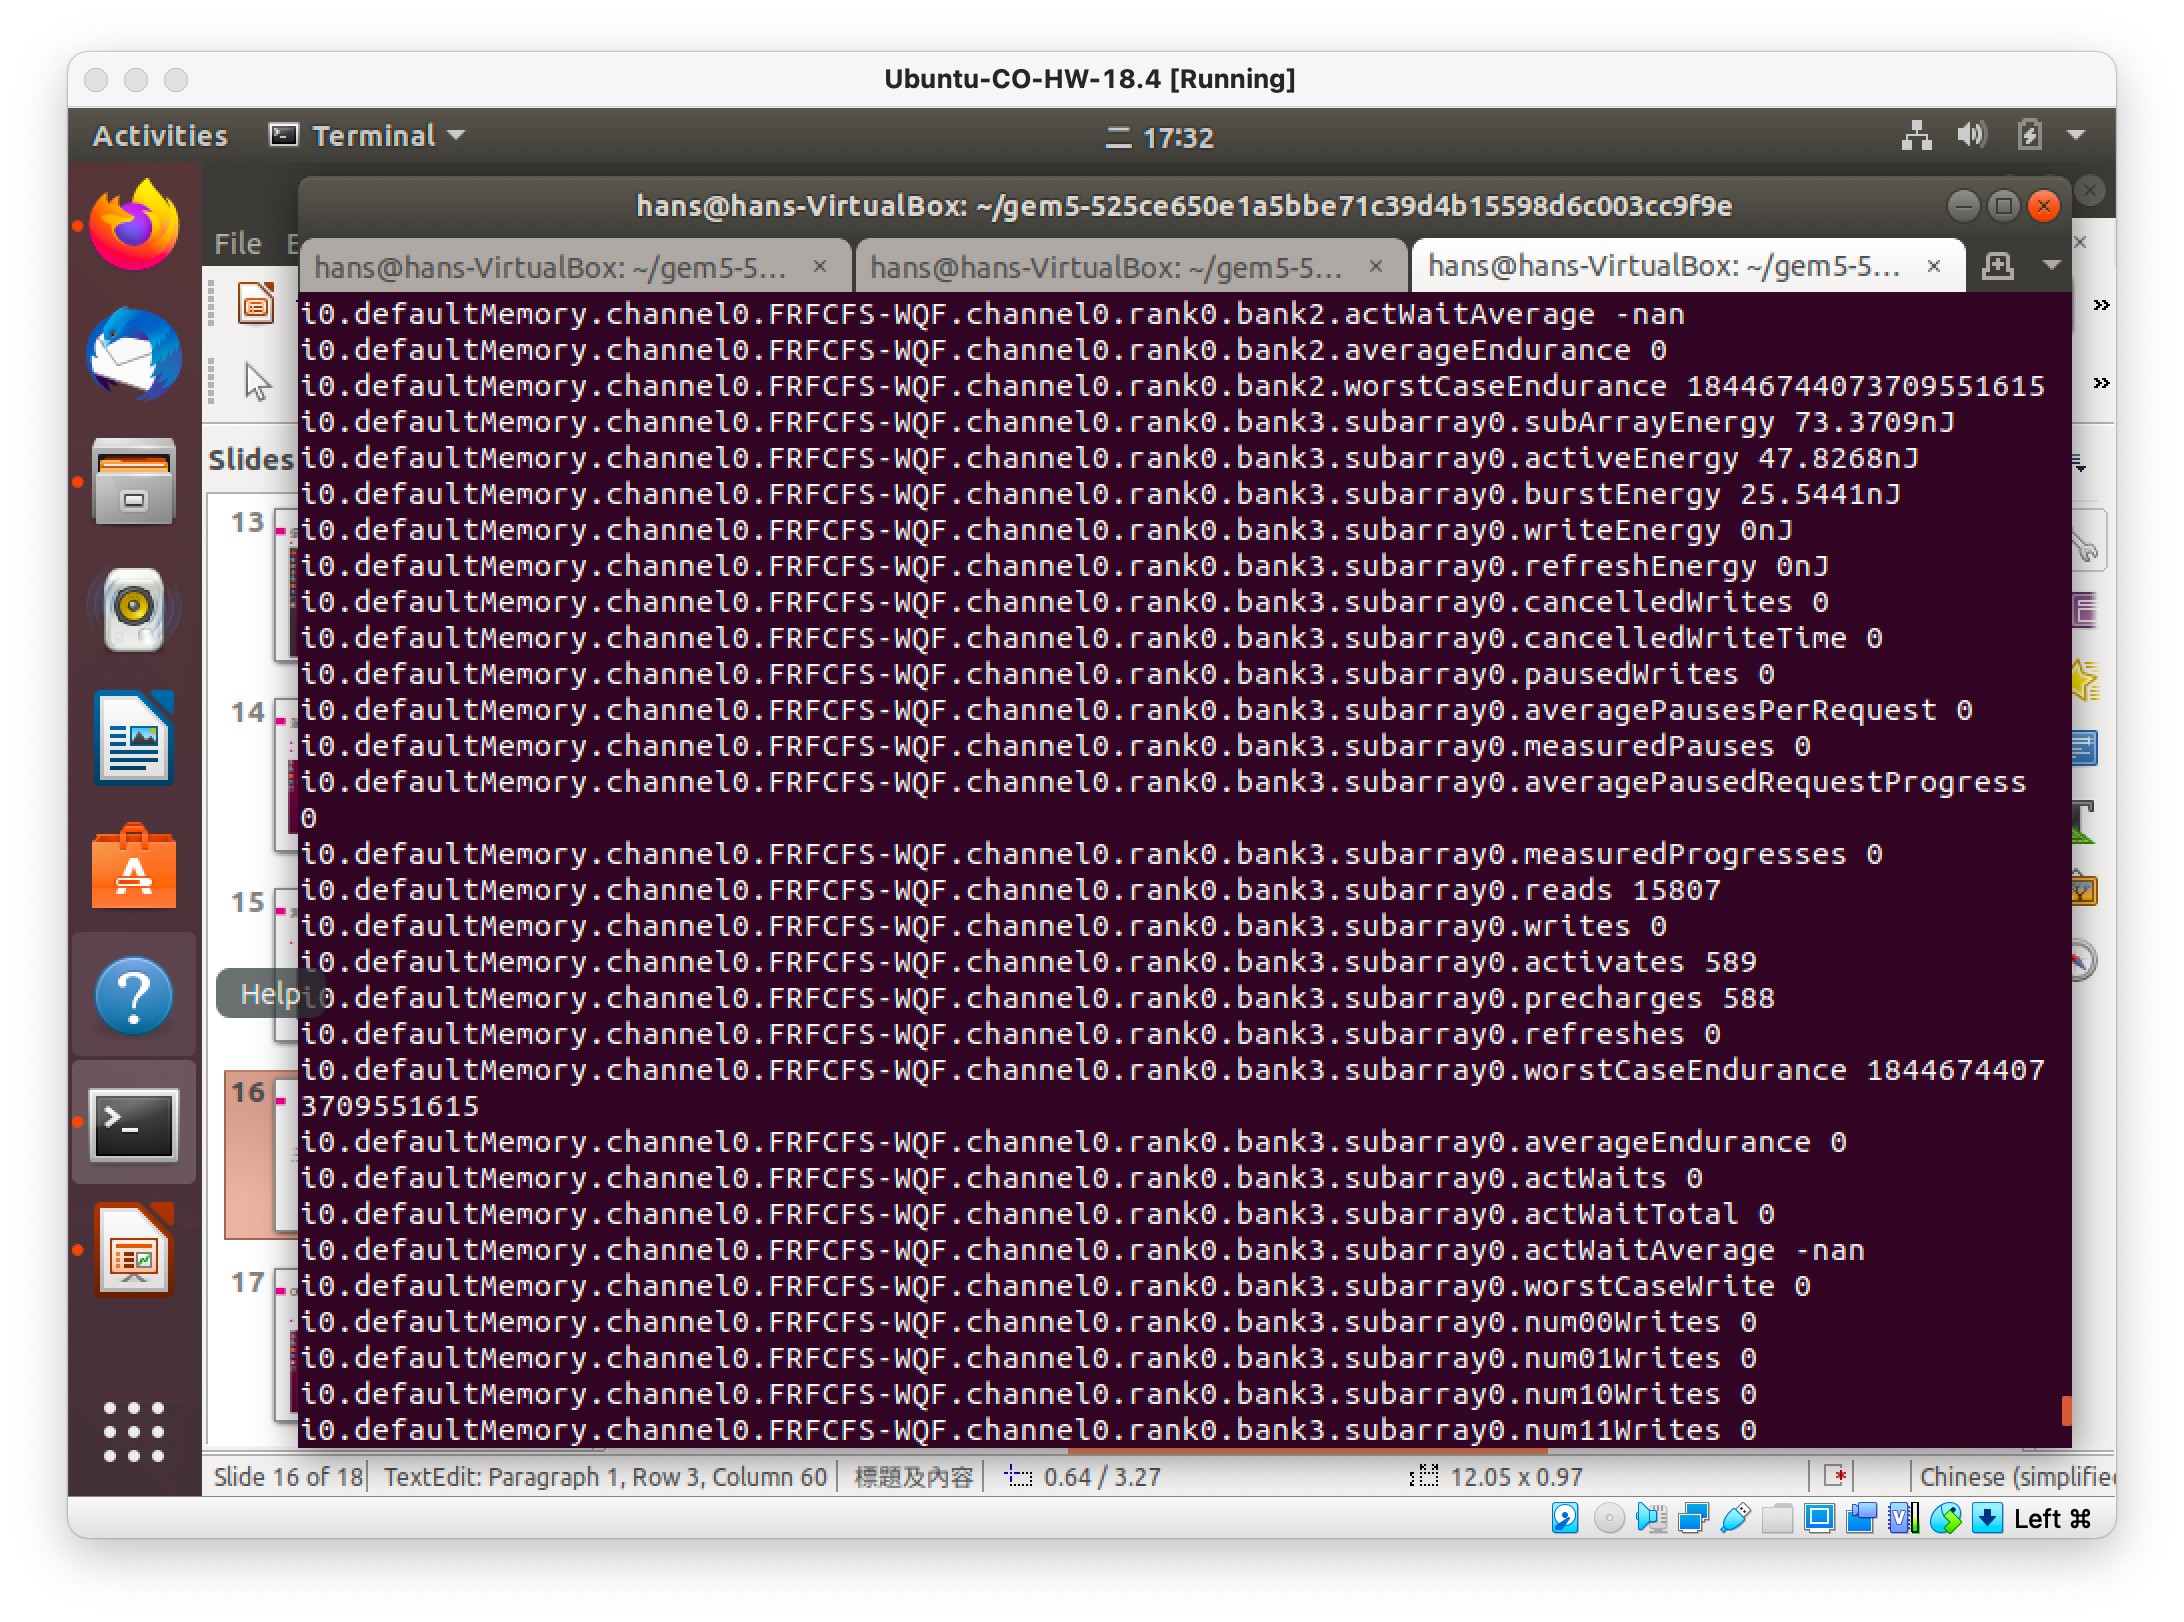 Ubuntu-CO-HW-18.4 [Running]
Activities
Terminal
二 17:32
hans@hans-VirtualBox: ~/gem5-525ce650e1a5bbe71c39d4b15598d6c003cc9f9e
File
hans@hans-VirtualBox: ~/gem5-5...
hans@hans-VirtualBox: ~/gem5-5...
hans@hans-VirtualBox: ~/gem5-5...
i0.defaultMemory.channel0.FRFCFS-WQF.channel0.rank0.bank2.actWaitAverage -nan
i0.defaultMemory.channel0.FRFCFS-WQF.channel0.rank0.bank2.averageEndurance 0
i0.defaultMemory.channel0.FRFCFS-WQF.channel0.rank0.bank2.worstCaseEndurance 18446744073709551615
i0.defaultMemory.channel0.FRFCFS-WQF.channel0.rank0.bank3.subarray0.subArrayEnergy 73.3709nJ
i0.defaultMemory.channel0.FRFCFS-WQF.channel0.rank0.bank3.subarray0.activeEnergy 47.8268nJ
i0.defaultMemory.channel0.FRFCFS-WQF.channel0.rank0.bank3.subarray0.burstEnergy 25.5441nJ
i0.defaultMemory.channel0.FRFCFS-WQF.channel0.rank0.bank3.subarray0.writeEnergy 0nJ
i0.defaultMemory.channel0.FRFCFS-WQF.channel0.rank0.bank3.subarray0.refreshEnergy 0nJ
i0.defaultMemory.channel0.FRFCFS-WQF.channel0.rank0.bank3.subarray0.cancelledWrites 0
i0.defaultMemory.channel0.FRFCFS-WQF.channel0.rank0.bank3.subarray0.cancelledWriteTime 0
i0.defaultMemory.channel0.FRFCFS-WQF.channel0.rank0.bank3.subarray0.pausedWrites 0
i0.defaultMemory.channel0.FRFCFS-WQF.channel0.rank0.bank3.subarray0.averagePausesPerRequest 0
i0.defaultMemory.channel0.FRFCFS-WQF.channel0.rank0.bank3.subarray0.measuredPauses 0
i0.defaultMemory.channel0.FRFCFS-WQF.channel0.rank0.bank3.subarray0.averagePausedRequestProgress
0
i0.defaultMemory.channel0.FRFCFS-WQF.channel0.rank0.bank3.subarray0.measuredProgresses 0
i0.defaultMemory.channel0.FRFCFS-WQF.channel0.rank0.bank3.subarray0.reads 15807
i0.defaultMemory.channel0.FRFCFS-WQF.channel0.rank0.bank3.subarray0.writes 0
i0.defaultMemory.channel0.FRFCFS-WQF.channel0.rank0.bank3.subarray0.activates 589
i0.defaultMemory.channel0.FRFCFS-WQF.channel0.rank0.bank3.subarray0.precharges 588
i0.defaultMemory.channel0.FRFCFS-WQF.channel0.rank0.bank3.subarray0.refreshes 0
i0.defaultMemory.channel0.FRFCFS-WQF.channel0.rank0.bank3.subarray0.worstCaseEndurance 1844674407
3709551615
i0.defaultMemory.channel0.FRFCFS-WQF.channel0.rank0.bank3.subarray0.averageEndurance 0
i0.defaultMemory.channel0.FRFCFS-WQF.channel0.rank0.bank3.subarray0.actWaits 0
i0.defaultMemory.channel0.FRFCFS-WQF.channel0.rank0.bank3.subarray0.actWaitTotal 0
i0.defaultMemory.channel0.FRFCFS-WQF.channel0.rank0.bank3.subarray0.actWaitAverage -nan
i0.defaultMemory.channel0.FRFCFS-WQF.channel0.rank0.bank3.subarray0.worstCaseWrite 0
i0.defaultMemory.channel0.FRFCFS-WQF.channel0.rank0.bank3.subarray0.num00Writes 0
i0.defaultMemory.channel0.FRFCFS-WQF.channel0.rank0.bank3.subarray0.num01Writes 0
i0.defaultMemory.channel0.FRFCFS-WQF.channel0.rank0.bank3.subarray0.num10Writes 0
i0.defaultMemory.channel0.FRFCFS-WQF.channel0.rank0.bank3.subarray0.num11Writes 0
Slides
13
14
15
Help
16
17
Slide 16 of 18
TextEdit: Paragraph 1, Row 3, Column 60
標題及內容
0.64 / 3.27
12.05 x 0.97
Chinese (simplifie
Left ⌘